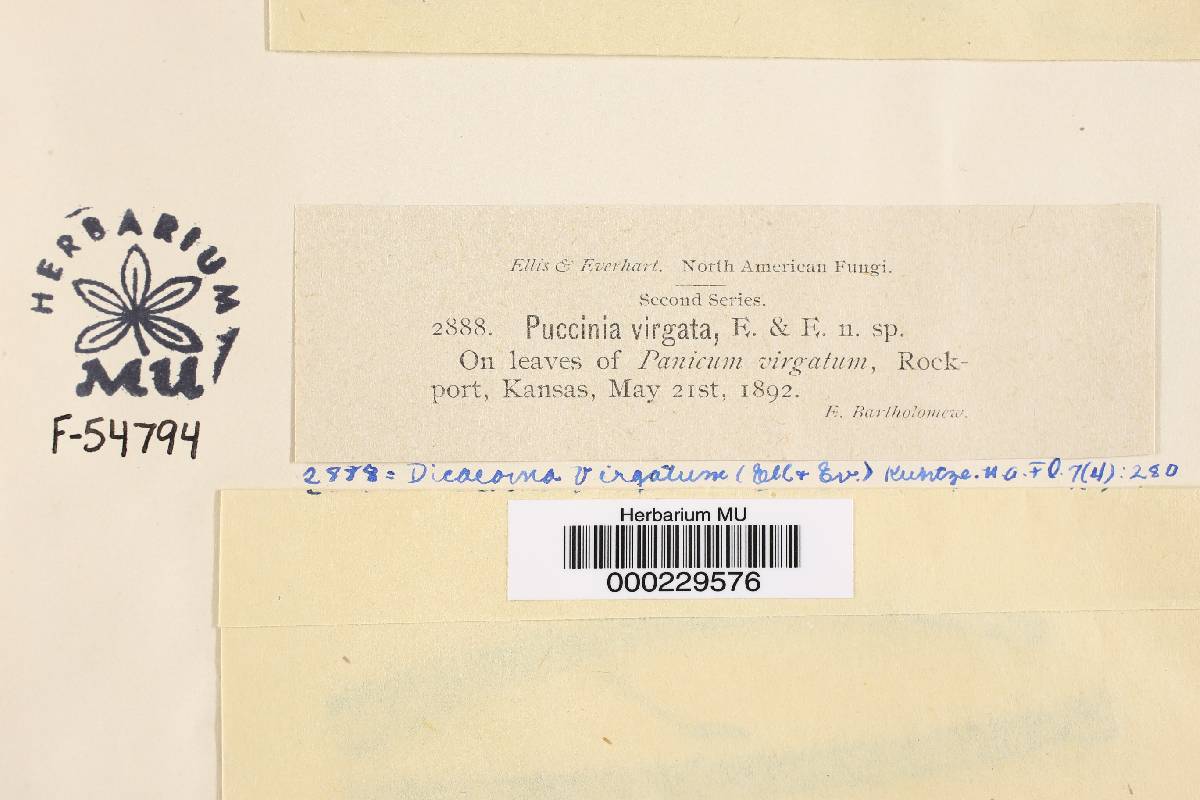 HERBARIUM
MU
F-54794
Ellis & Everhart. North American Fungi.
Second Series.
2888. Puccinia virgata, E. & E. n. sp.
On leaves of Panicum virgatum, Rock-
port, Kansas, May 21st, 1892.
E. Bartholomew.
2888 = Dicaeoma Virgatum (Ell + Ev.) Kuntze. N.A.Fl. 7(4): 280
Herbarium MU
000229576